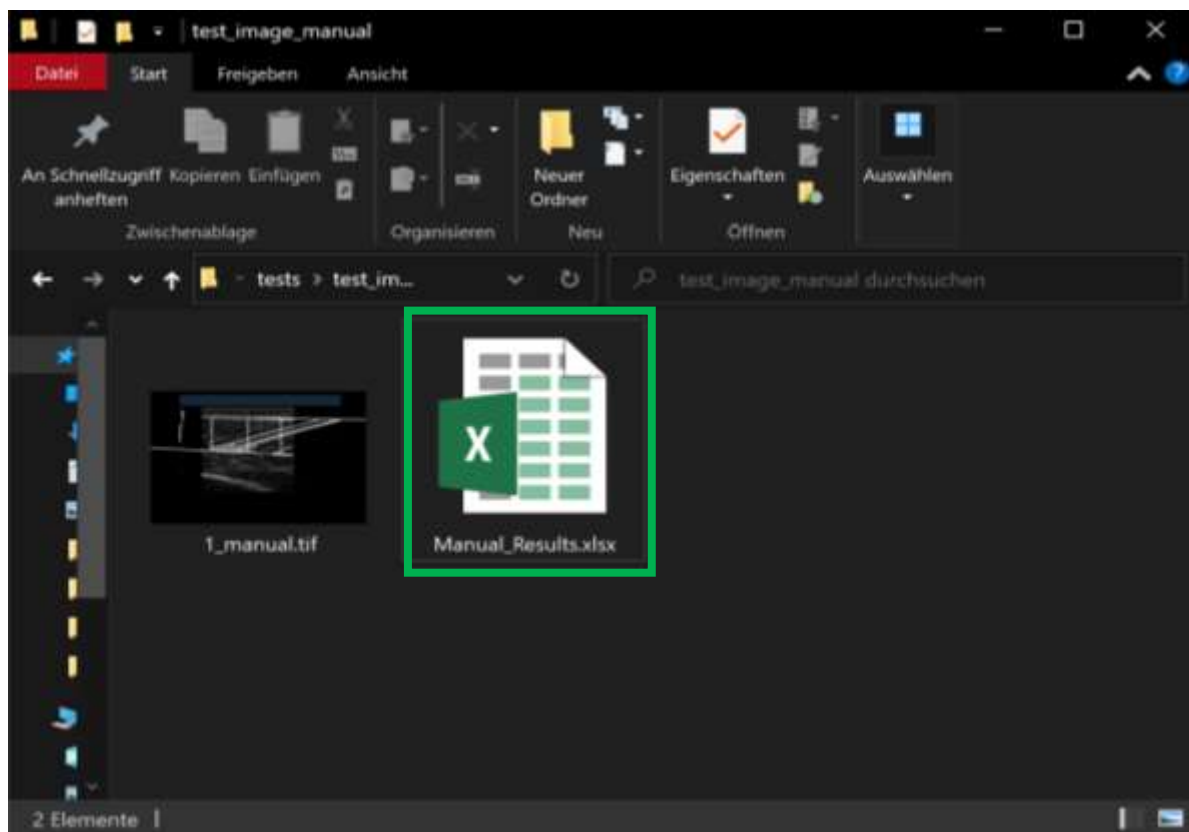 test_image_manual
Datei Start Freigeben Ansicht
An Schnellzugriff anheften
Kopieren Einfügen
Neuer Ordner
Eigenschaften
Auswählen
Zwischenablage Organisieren Neu Öffnen
tests > test_im... test_image_manual durchsuchen
X
1_manual.tif Manual_Results.xlsx
2 Elemente